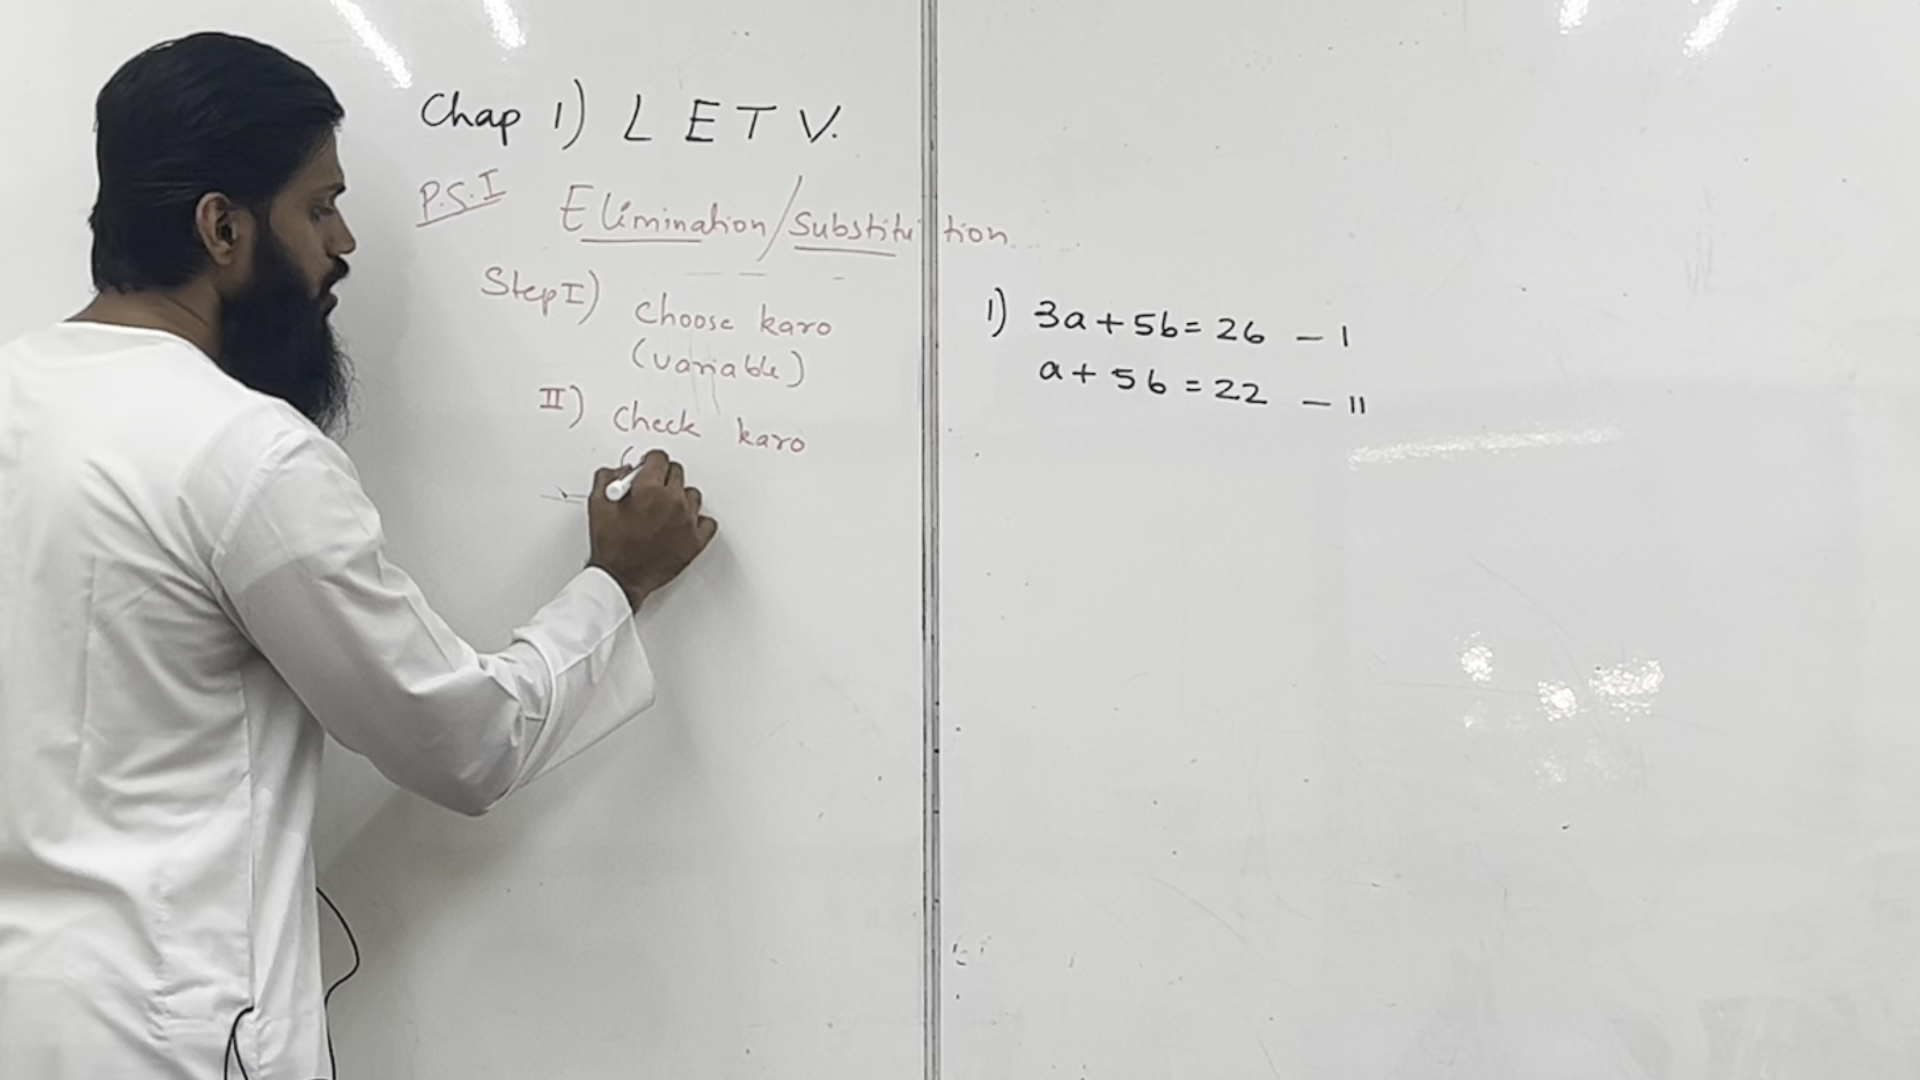 Chap 1) L E T V.
P.S.I Elimination/Substitution
Step I) Choose karo
(variable)
II) Check karo
(
1) 3a + 5b = 26 — I
a + 5b = 22 — II